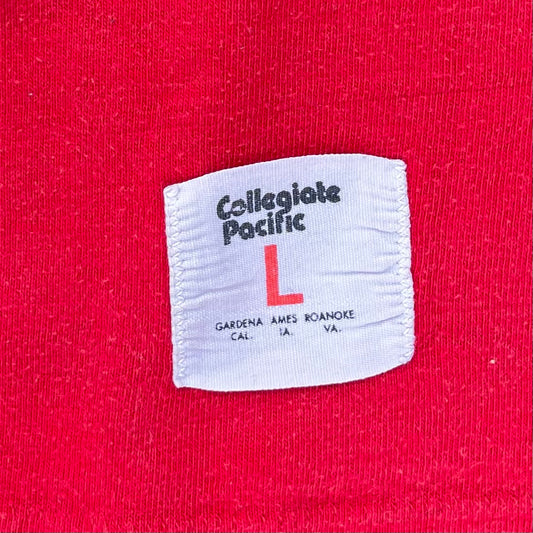 Collegiate
Pacific
L
GARDENA AMES ROANOKE
CAL. IA. VA.